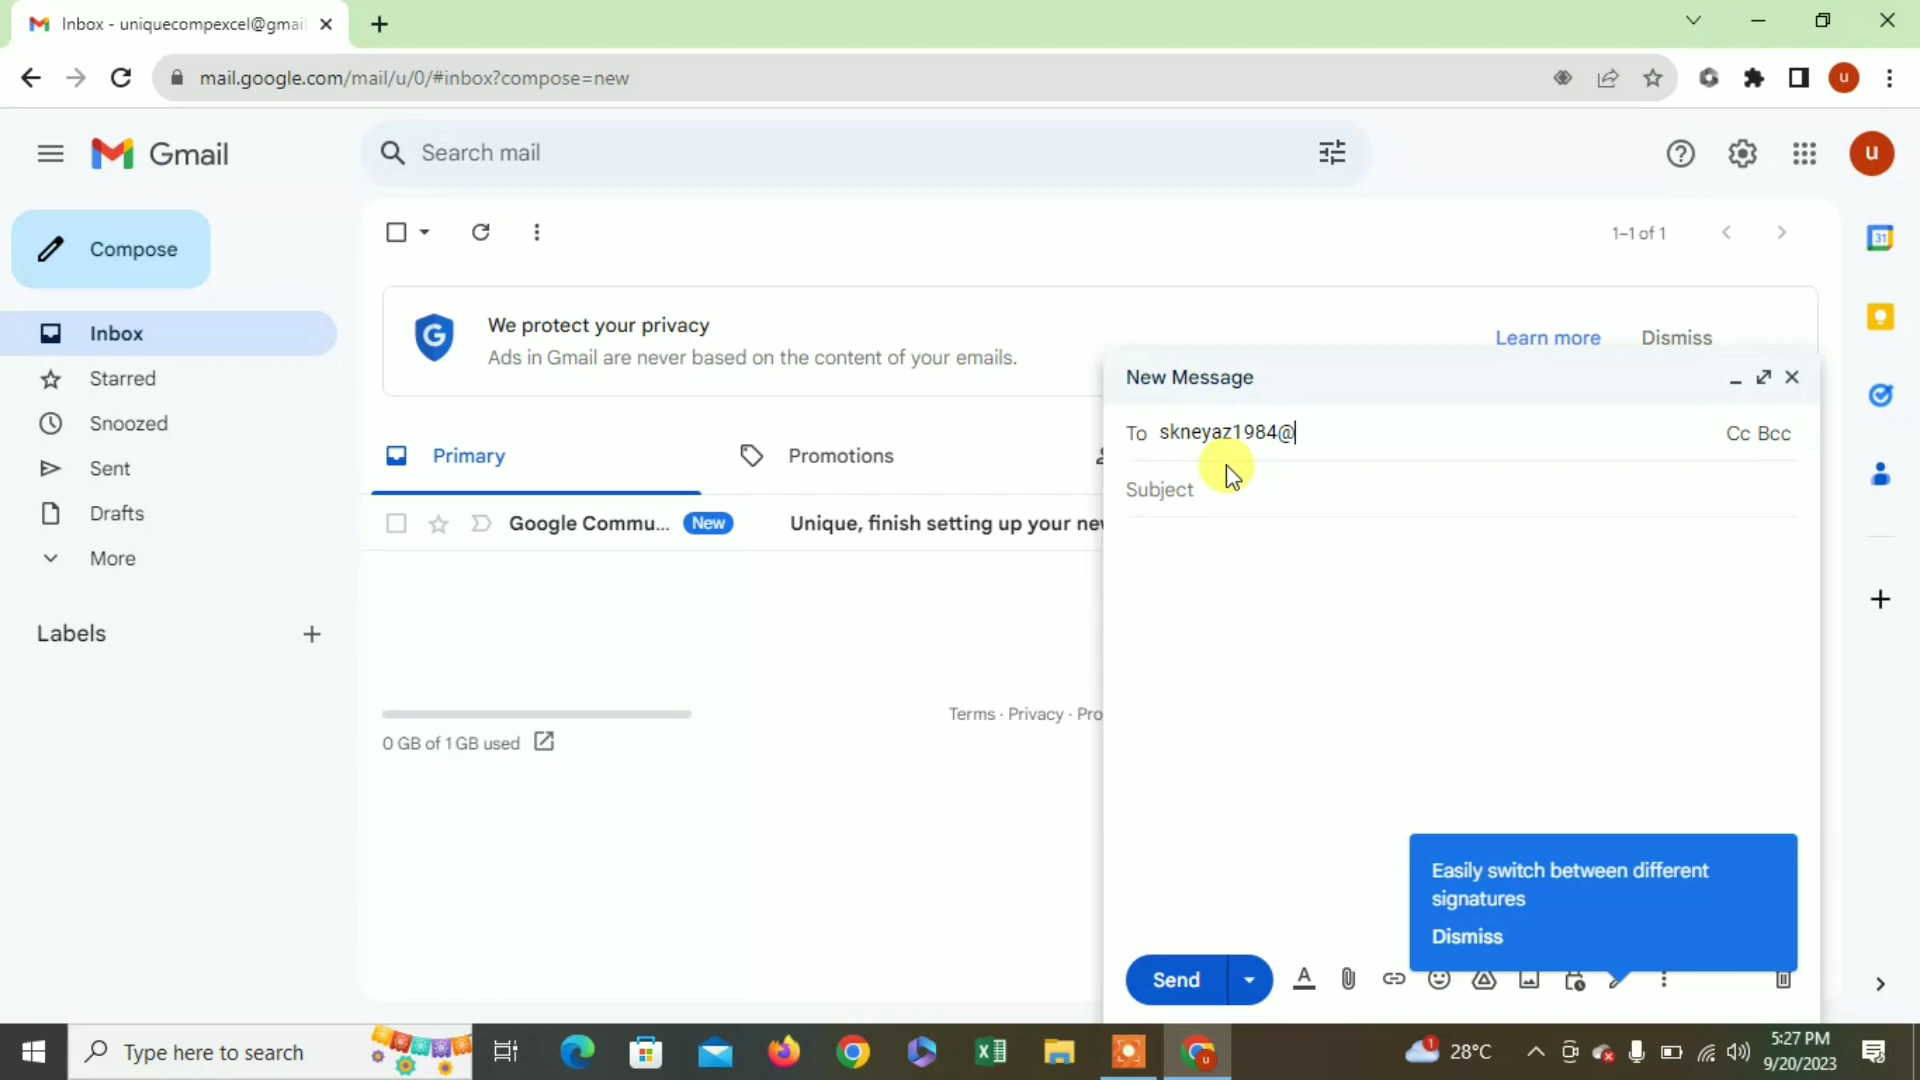 Inbox - uniquecompexcel@gmai
mail.google.com/mail/u/0/#inbox?compose=new
u
Gmail
Search mail
u
Compose
1–1 of 1
31
Inbox
Starred
Snoozed
Sent
Drafts
More
Labels
G
We protect your privacy
Ads in Gmail are never based on the content of your emails.
Learn more
Dismiss
Primary
Promotions
Google Commu...
New
Unique, finish setting up your nev
0 GB of 1 GB used
Terms · Privacy · Pro
New Message
To skneyaz1984@
Cc Bcc
Subject
Easily switch between different
signatures
Dismiss
Send
A
Type here to search
u
1
28°C
5:27 PM
9/20/2023